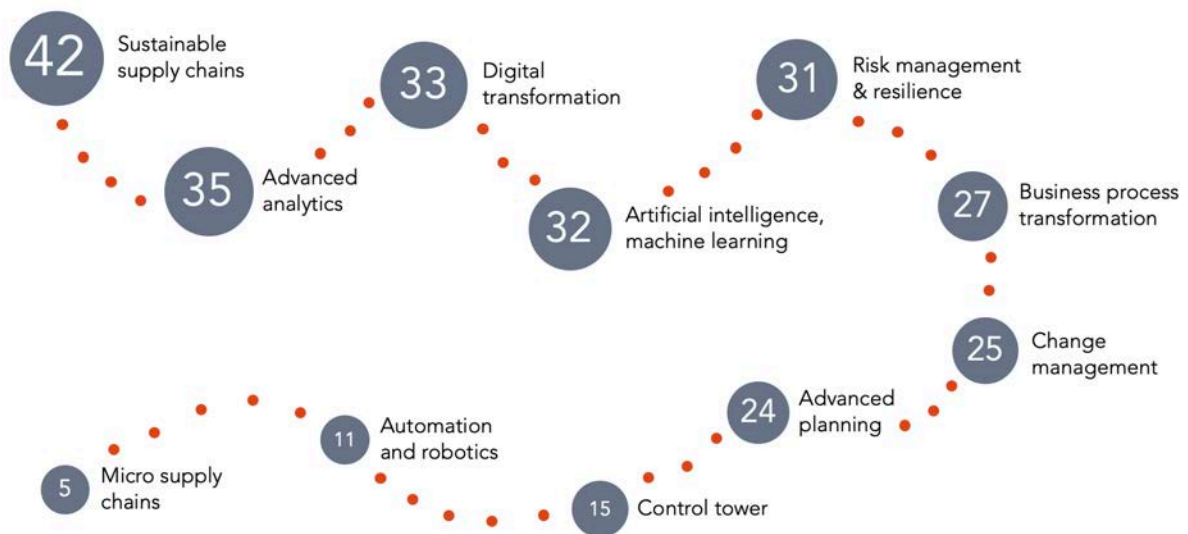 42
Sustainable
supply chains
35
Advanced
analytics
33
Digital
transformation
32
Artificial intelligence,
machine learning
31
Risk management
& resilience
27
Business process
transformation
25
Change
management
24
Advanced
planning
15
Control tower
11
Automation
and robotics
5
Micro supply
chains